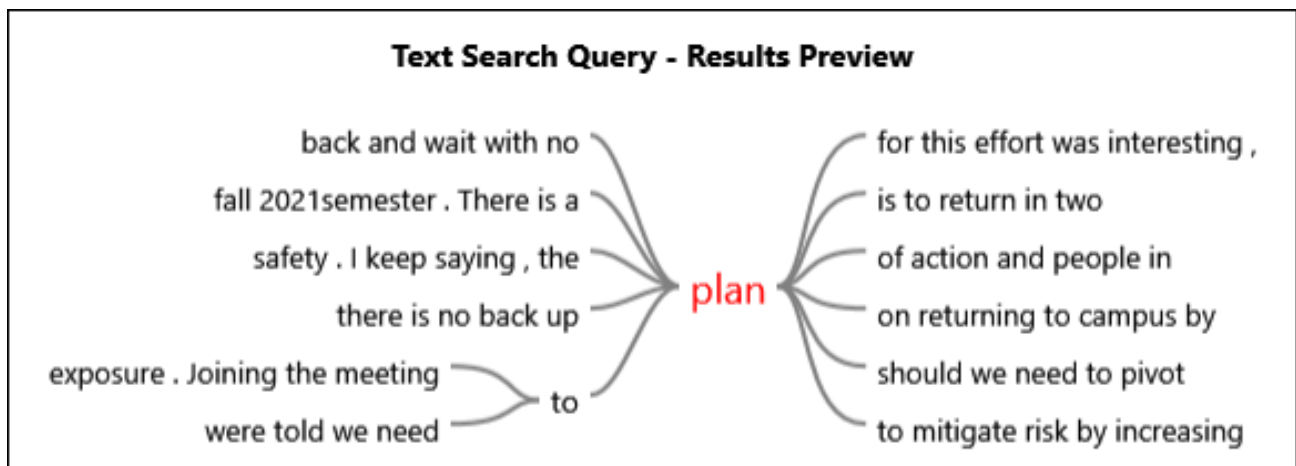 Text Search Query - Results Preview
back and wait with no
fall 2021semester . There is a
safety . I keep saying , the
there is no back up
exposure . Joining the meeting
were told we need
to
plan
for this effort was interesting ,
is to return in two
of action and people in
on returning to campus by
should we need to pivot
to mitigate risk by increasing